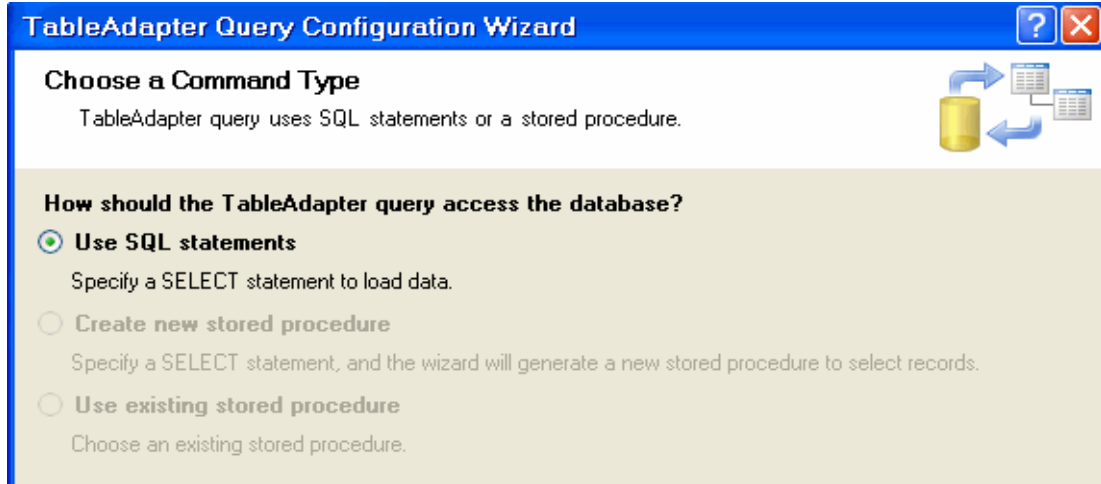 TableAdapter Query Configuration Wizard
Choose a Command Type
TableAdapter query uses SQL statements or a stored procedure.
How should the TableAdapter query access the database?
Use SQL statements
Specify a SELECT statement to load data.
Create new stored procedure
Specify a SELECT statement, and the wizard will generate a new stored procedure to select records.
Use existing stored procedure
Choose an existing stored procedure.